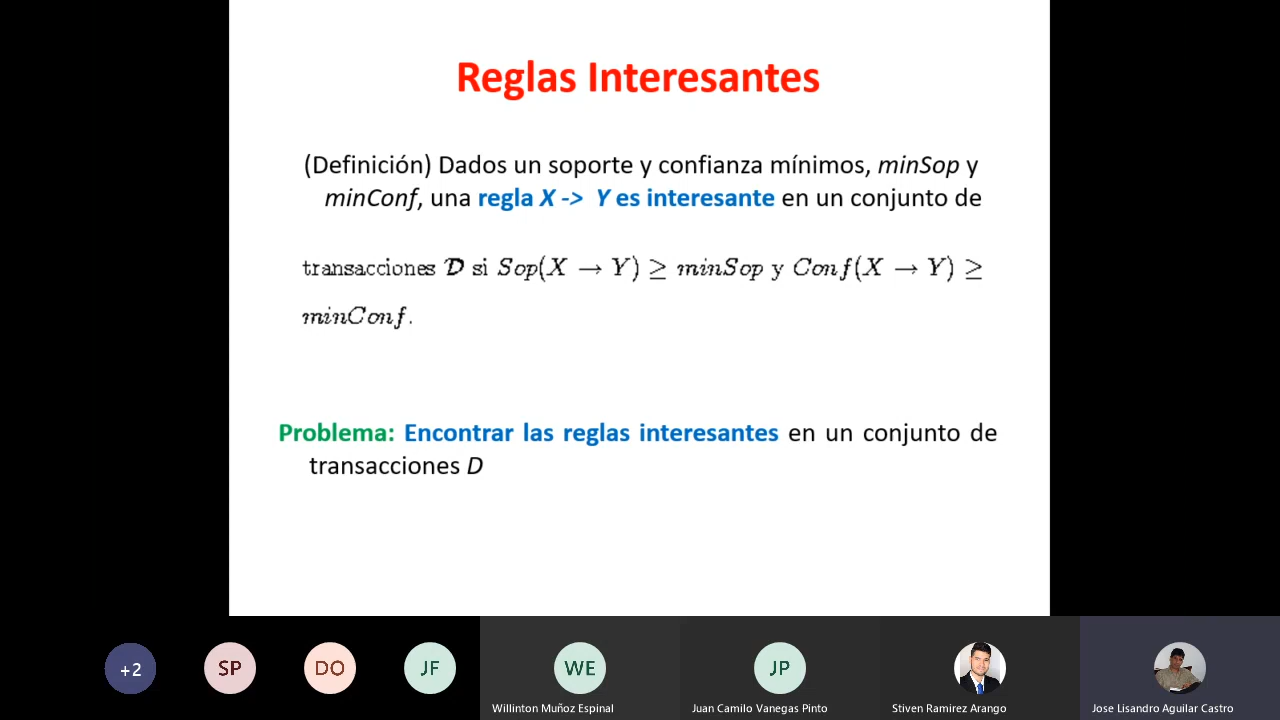 Reglas Interesantes
(Definición) Dados un soporte y confianza mínimos, minSop y
minConf, una regla X -> Y es interesante en un conjunto de
transacciones D si Sop(X → Y) ≥ minSop y Conf(X → Y) ≥
minConf.
Problema: Encontrar las reglas interesantes en un conjunto de
transacciones D
+2
SP
DO
JF
WE
JP
Willinton Muñoz Espinal
Juan Camilo Vanegas Pinto
Stiven Ramirez Arango
Jose Lisandro Aguilar Castro